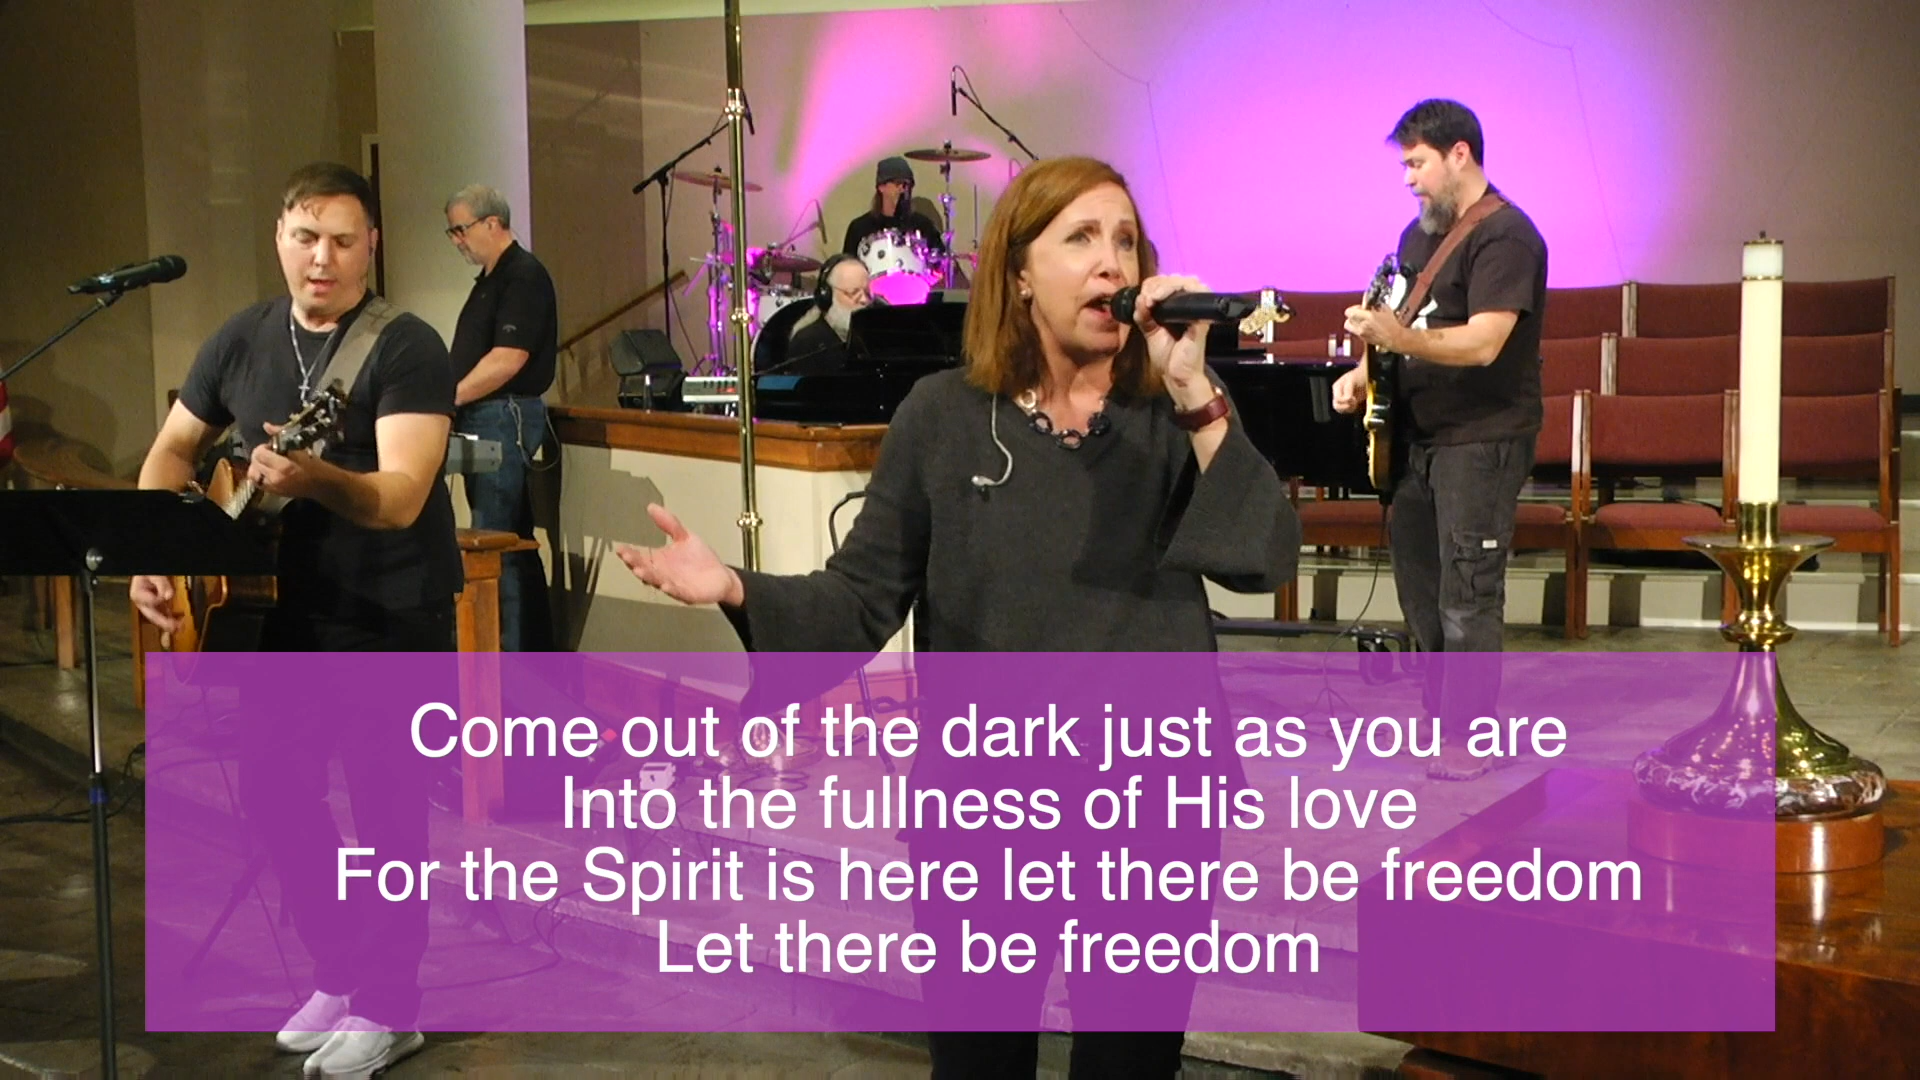 Come out of the dark just as you are
Into the fullness of His love
For the Spirit is here let there be freedom
Let there be freedom